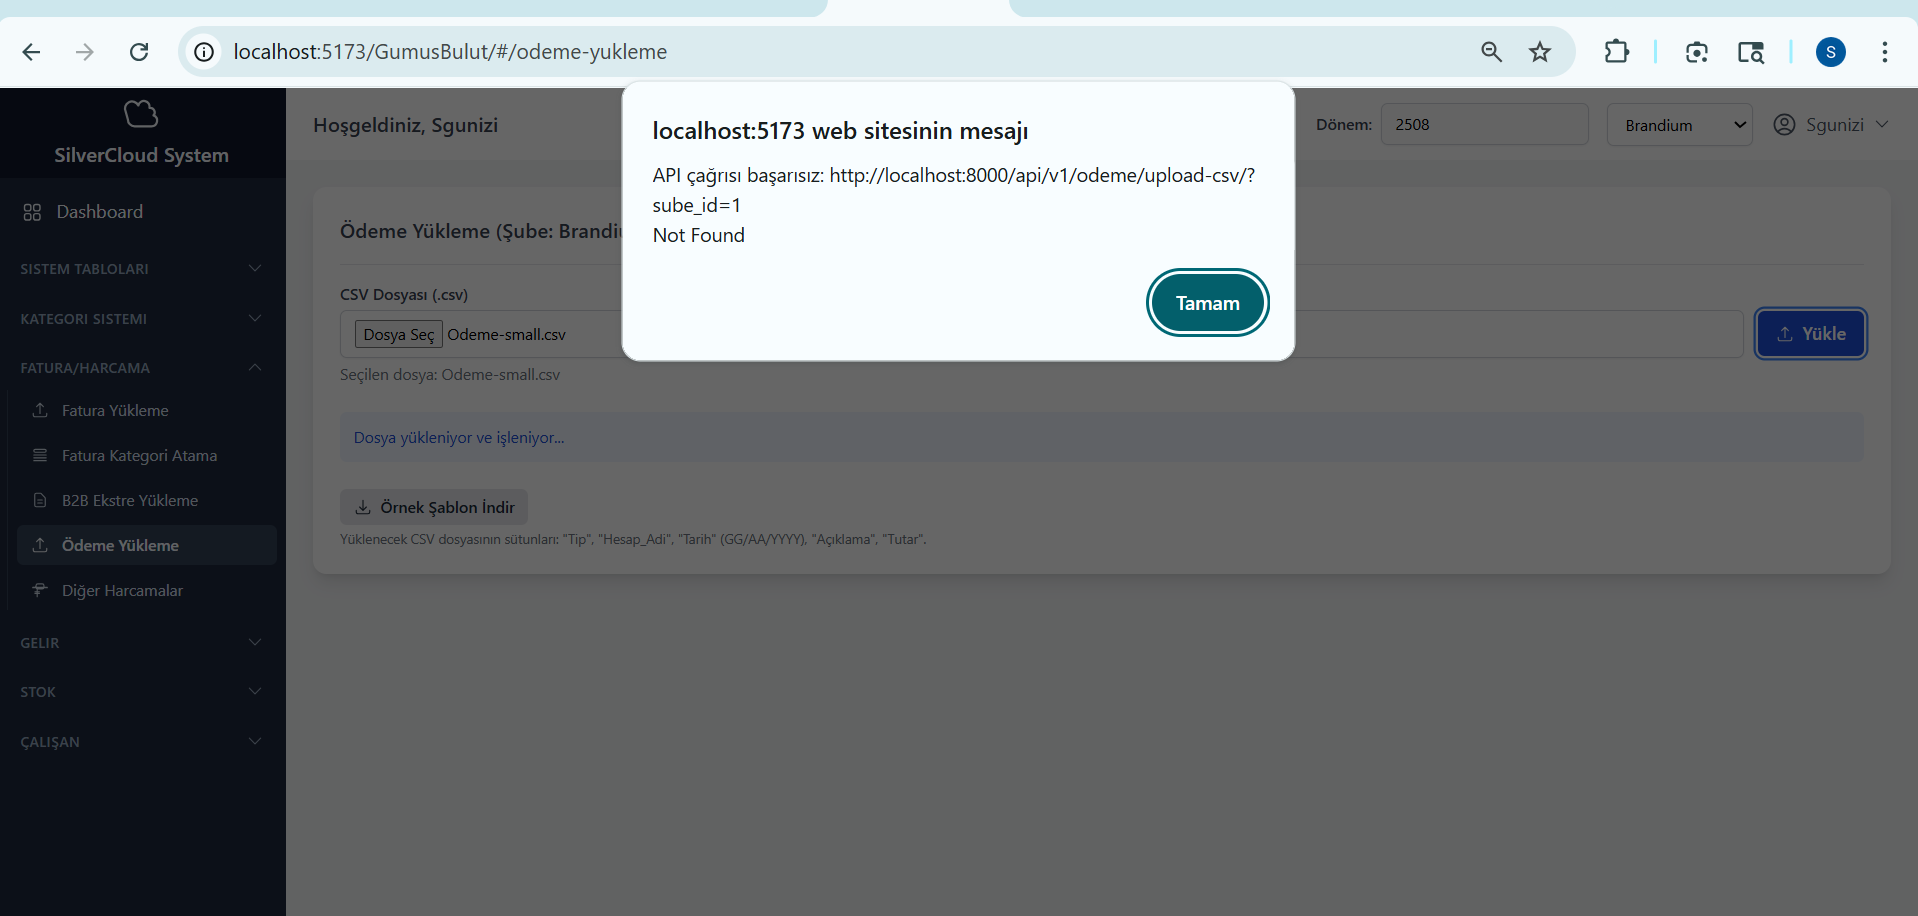 localhost:5173/GumusBulut/#/odeme-yukleme
S
SilverCloud System
Dashboard
SISTEM TABLOLARI
KATEGORI SISTEMI
FATURA/HARCAMA
Fatura Yükleme
Fatura Kategori Atama
B2B Ekstre Yükleme
Ödeme Yükleme
Diğer Harcamalar
GELIR
STOK
ÇALIŞAN
Hoşgeldiniz, Sgunizi
Dönem:
2508
Brandium
Sgunizi
localhost:5173 web sitesinin mesajı
API çağrısı başarısız: http://localhost:8000/api/v1/odeme/upload-csv/?
sube_id=1
Not Found
Tamam
Ödeme Yükleme (Şube: Brandiu
CSV Dosyası (.csv)
Dosya Seç Odeme-small.csv
Yükle
Seçilen dosya: Odeme-small.csv
Dosya yükleniyor ve işleniyor...
Örnek Şablon İndir
Yüklenecek CSV dosyasının sütunları: "Tip", "Hesap_Adi", "Tarih" (GG/AA/YYYY), "Açıklama", "Tutar".